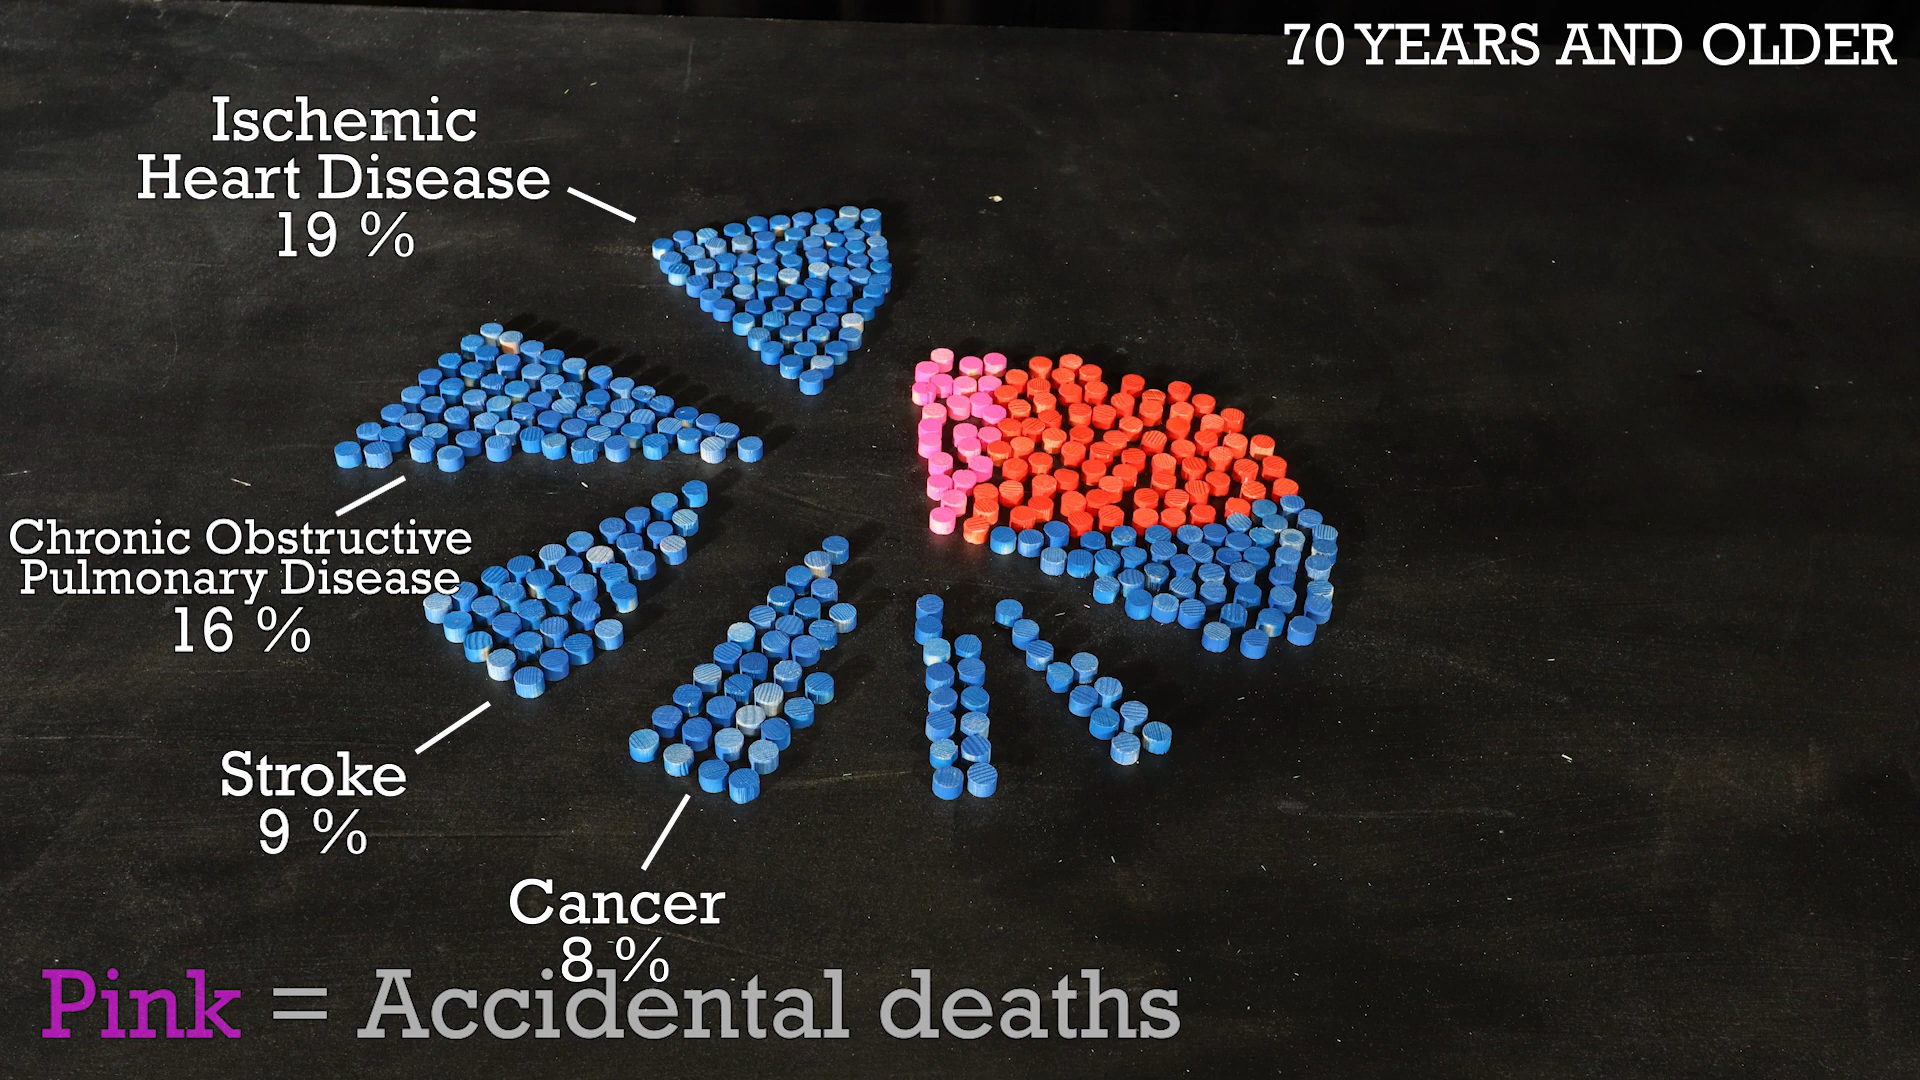 70 YEARS AND OLDER
Ischemic
Heart Disease
19 %
Chronic Obstructive
Pulmonary Disease
16 %
Stroke
9 %
Cancer
8 %
Pink = Accidental deaths